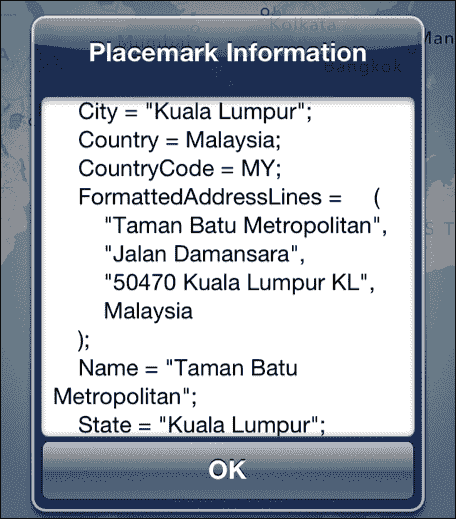 Kolkata
Mumbai
Man
Bangkok
Placemark Information
City = "Kuala Lumpur";
Country = Malaysia;
CountryCode = MY;
FormattedAddressLines =     (
"Taman Batu Metropolitan",
"Jalan Damansara",
"50470 Kuala Lumpur KL",
Malaysia
);
Name = "Taman Batu
Metropolitan";
State = "Kuala Lumpur";
OK